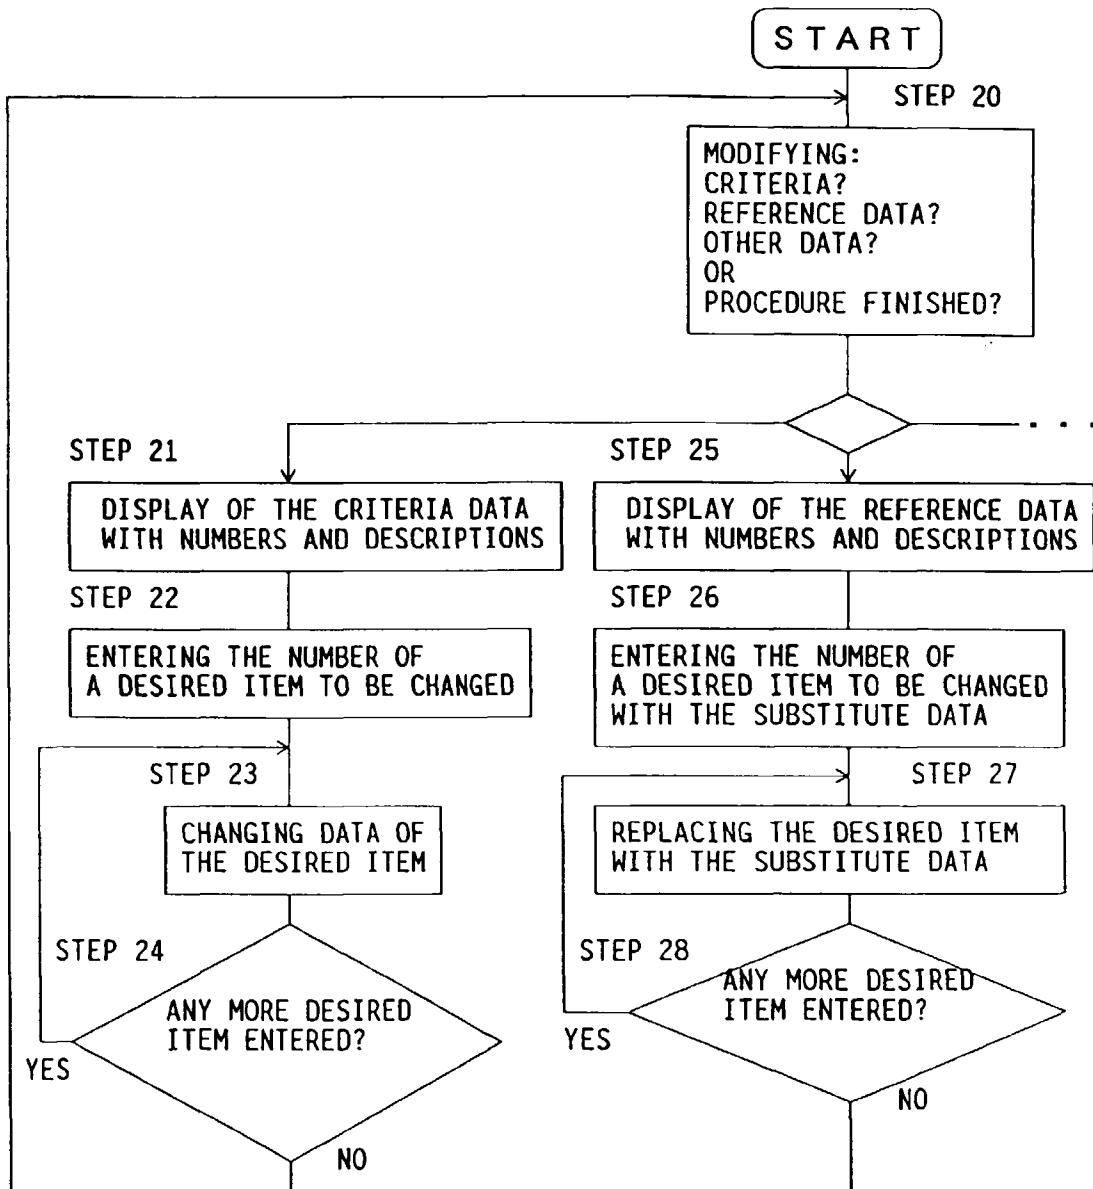 START
STEP 20
MODIFYING:
CRITERIA?
REFERENCE DATA?
OTHER DATA?
OR
PROCEDURE FINISHED?
STEP 21
DISPLAY OF THE CRITERIA DATA
WITH NUMBERS AND DESCRIPTIONS
STEP 22
ENTERING THE NUMBER OF
A DESIRED ITEM TO BE CHANGED
STEP 23
CHANGING DATA OF
THE DESIRED ITEM
STEP 24
ANY MORE DESIRED
ITEM ENTERED?
YES
NO
STEP 25
DISPLAY OF THE REFERENCE DATA
WITH NUMBERS AND DESCRIPTIONS
STEP 26
ENTERING THE NUMBER OF
A DESIRED ITEM TO BE CHANGED
WITH THE SUBSTITUTE DATA
STEP 27
REPLACING THE DESIRED ITEM
WITH THE SUBSTITUTE DATA
STEP 28
ANY MORE DESIRED
ITEM ENTERED?
YES
NO